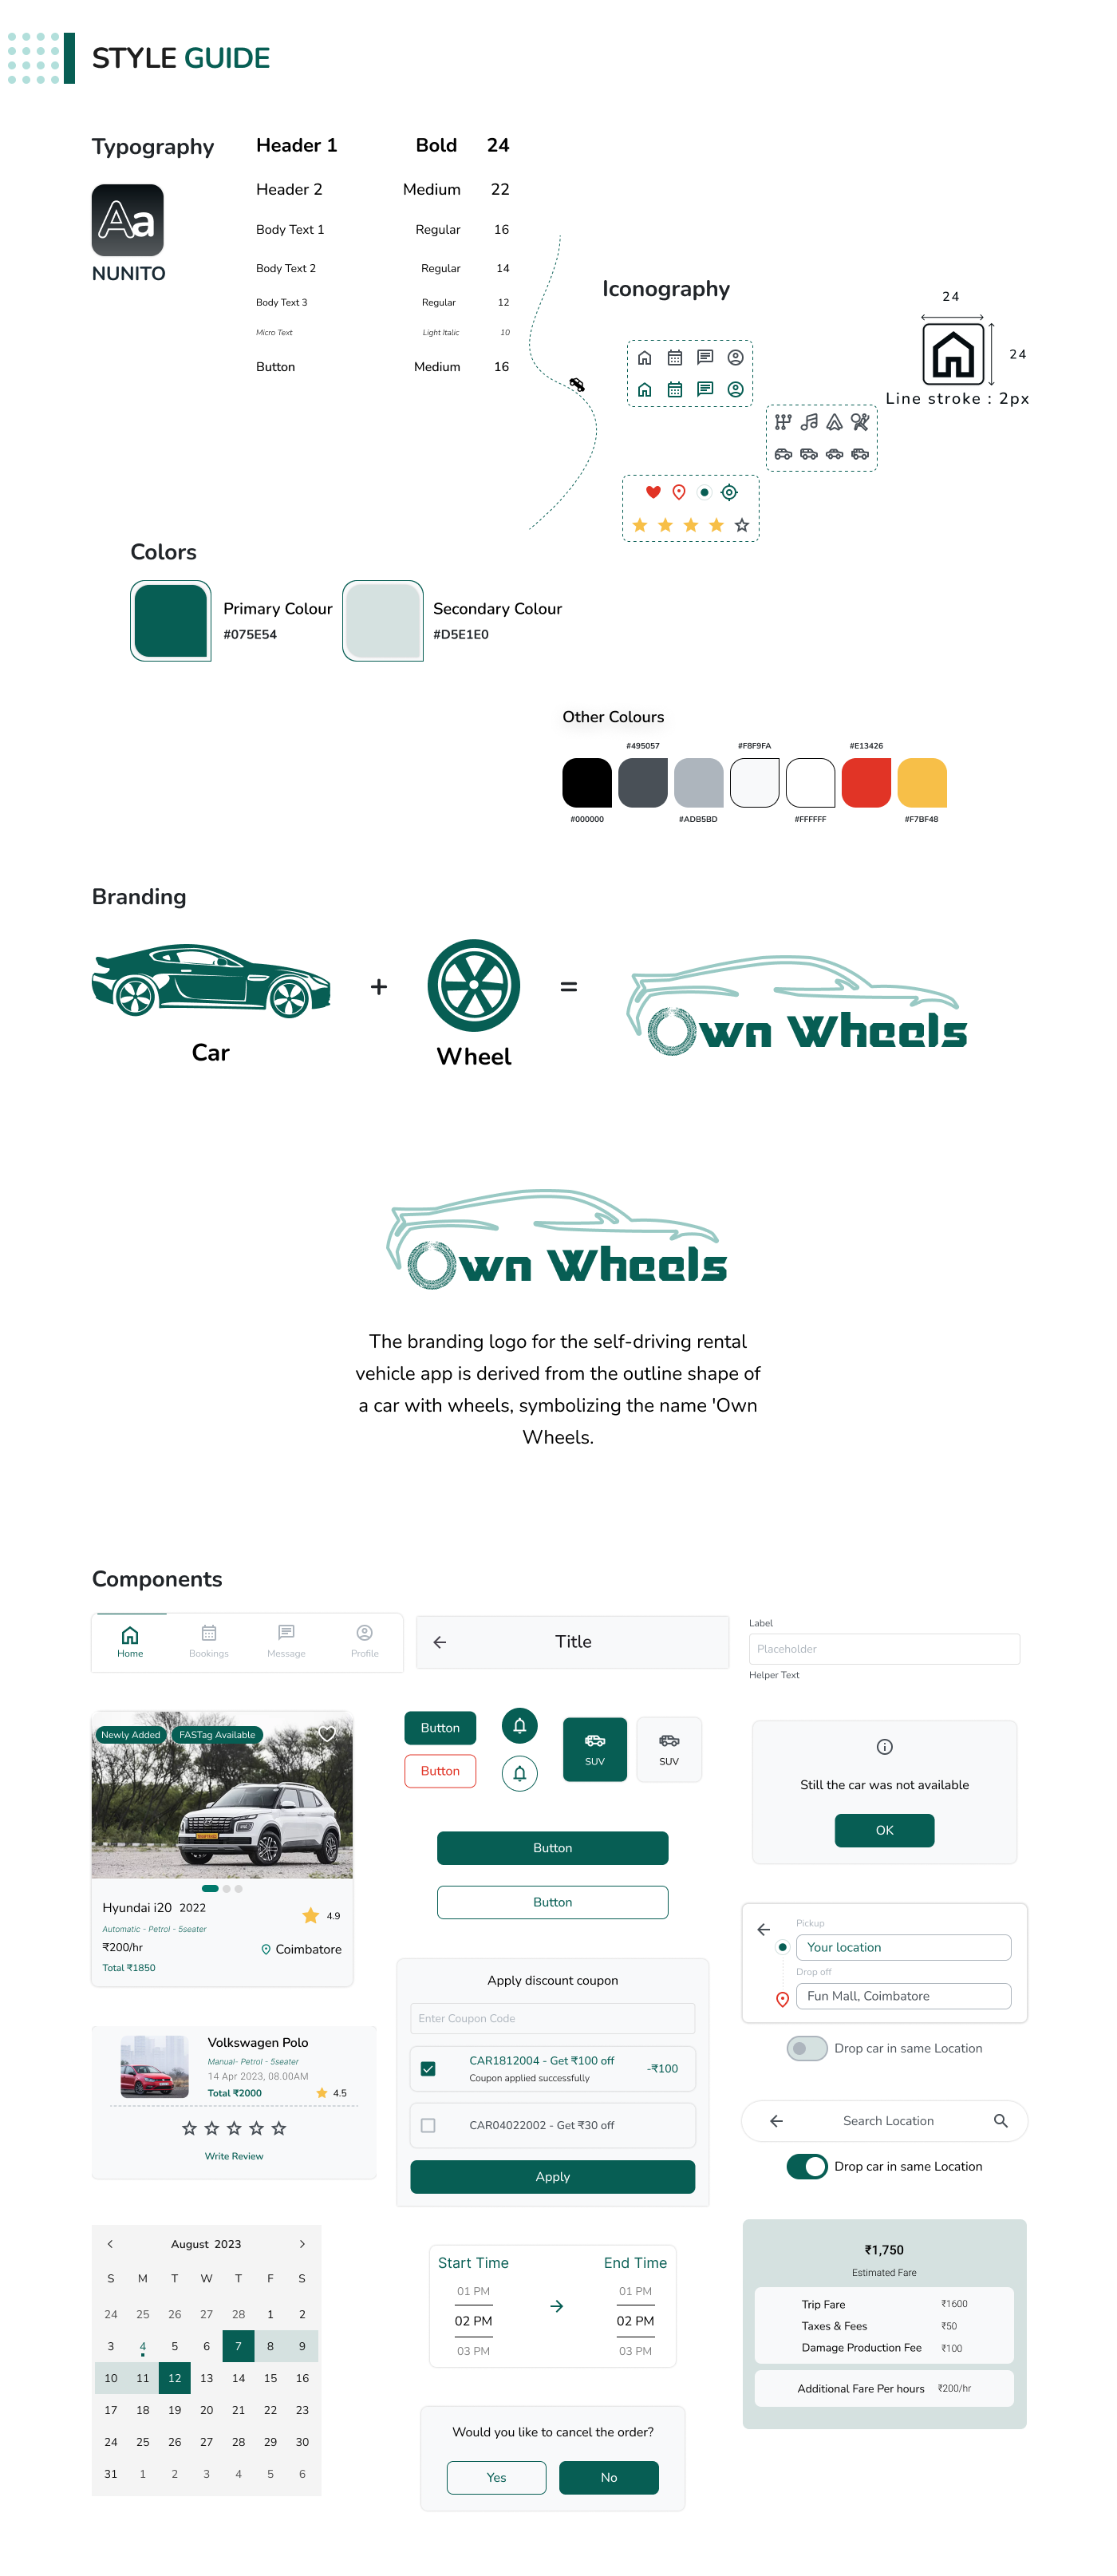 STYLE GUIDE
Typography
Aa
NUNITO
Header 1 Bold 24
Header 2 Medium 22
Body Text 1 Regular 16
Body Text 2 Regular 14
Body Text 3 Regular 12
Micro Text Light Italic 10
Button Medium 16
Iconography
24
24
Line stroke : 2px
Colors
Primary Colour
#075E54
Secondary Colour
#D5E1E0
Other Colours
#495057 #F8F9FA #E13426
#000000 #ADB5BD #FFFFFF #F7BF48
Branding
Car
+
Wheel
=
Own Wheels
Own Wheels
The branding logo for the self-driving rental
vehicle app is derived from the outline shape of
a car with wheels, symbolizing the name 'Own
Wheels.
Components
Home Bookings Message Profile
Title
Label
Placeholder
Helper Text
Newly Added FASTag Available
Hyundai i20 2022
4.9
Automatic - Petrol - 5seater
₹200/hr
Coimbatore
Total ₹1850
Button
Button
SUV
SUV
Button
Button
Still the car was not available
OK
Pickup
Your location
Drop off
Fun Mall, Coimbatore
Drop car in same Location
Search Location
Drop car in same Location
Volkswagen Polo
Manual- Petrol - 5seater
14 Apr 2023, 08.00AM
Total ₹2000 4.5
Write Review
Apply discount coupon
Enter Coupon Code
CAR1812004 - Get ₹100 off
-₹100
Coupon applied successfully
CAR04022002 - Get ₹30 off
Apply
August 2023
S M T W T F S
24 25 26 27 28 1 2
3 4 5 6 7 8 9
10 11 12 13 14 15 16
17 18 19 20 21 22 23
24 25 26 27 28 29 30
31 1 2 3 4 5 6
Start Time End Time
01 PM 01 PM
02 PM 02 PM
03 PM 03 PM
Would you like to cancel the order?
Yes No
₹1,750
Estimated Fare
Trip Fare ₹1600
Taxes & Fees ₹50
Damage Production Fee ₹100
Additional Fare Per hours ₹200/hr